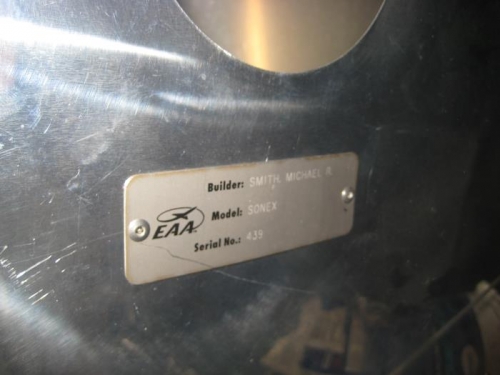 Builder: SMITH, MICHAEL R
EAA Model: SONEX
Serial No.: 439